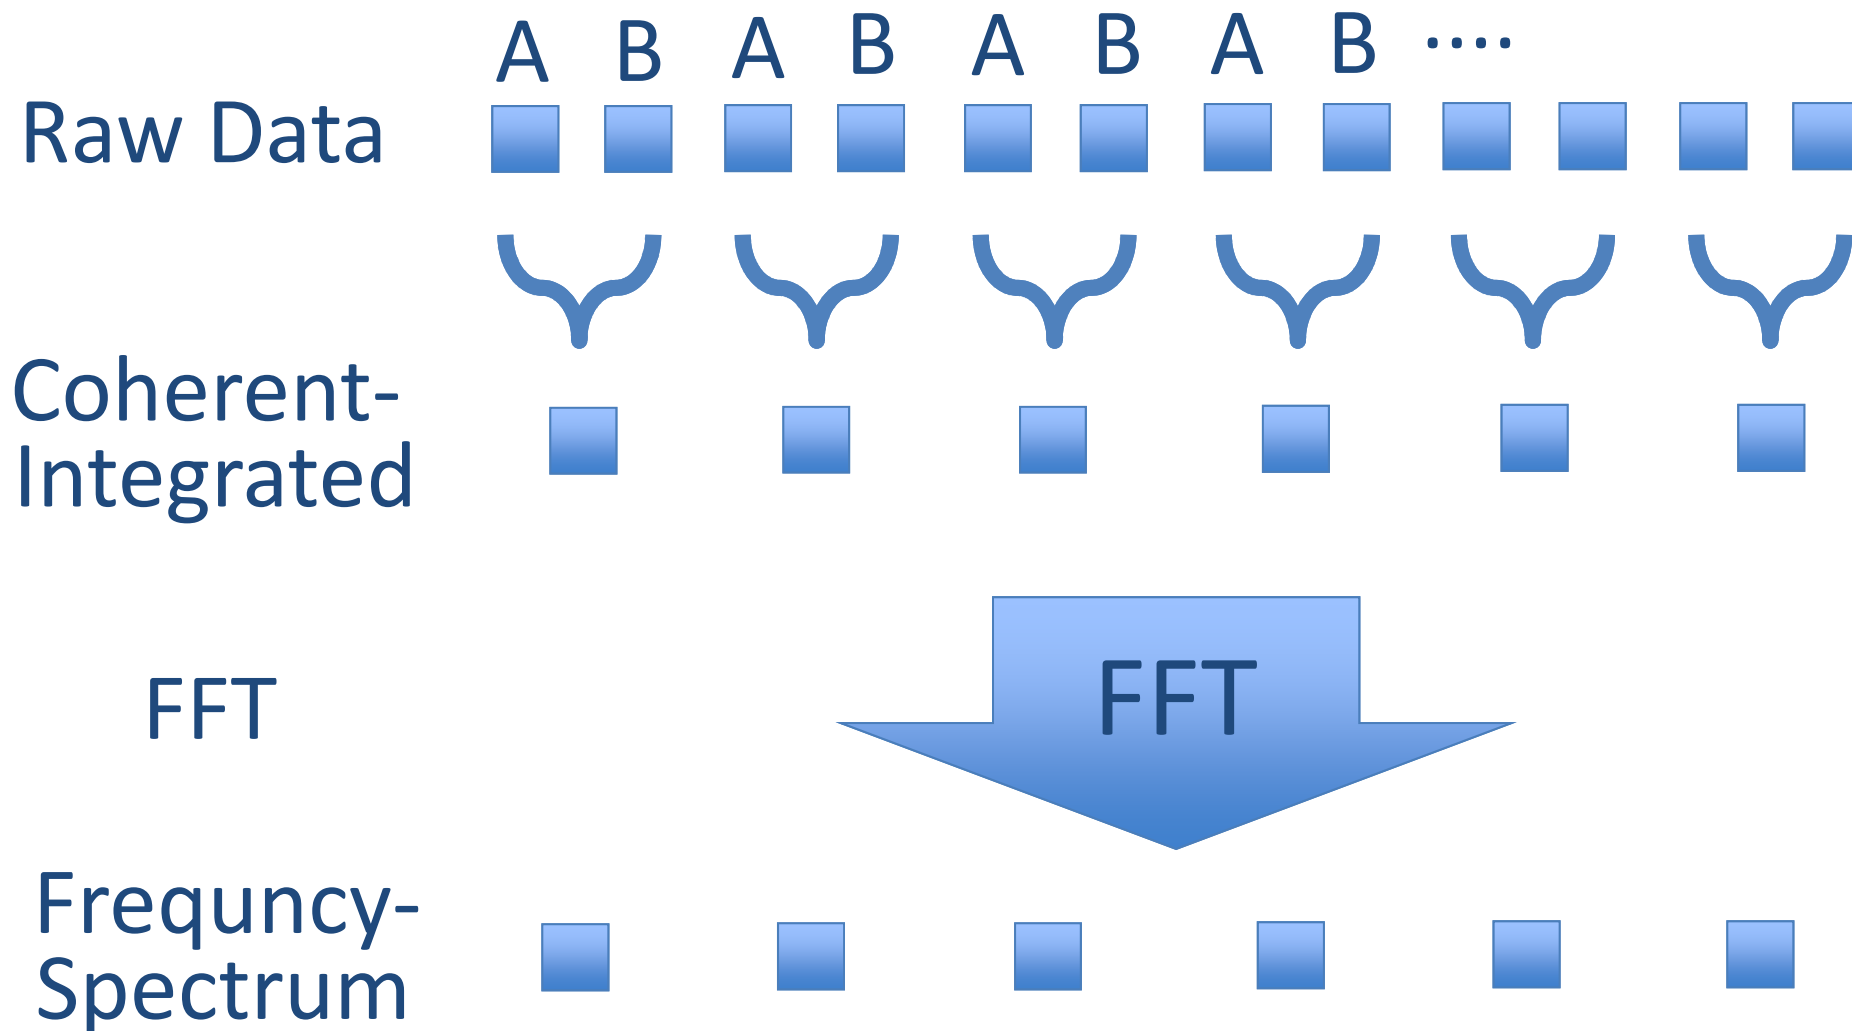 A B A B A B A B ····
Raw Data
Coherent-
Integrated
FFT
FFT
Frequncy-
Spectrum